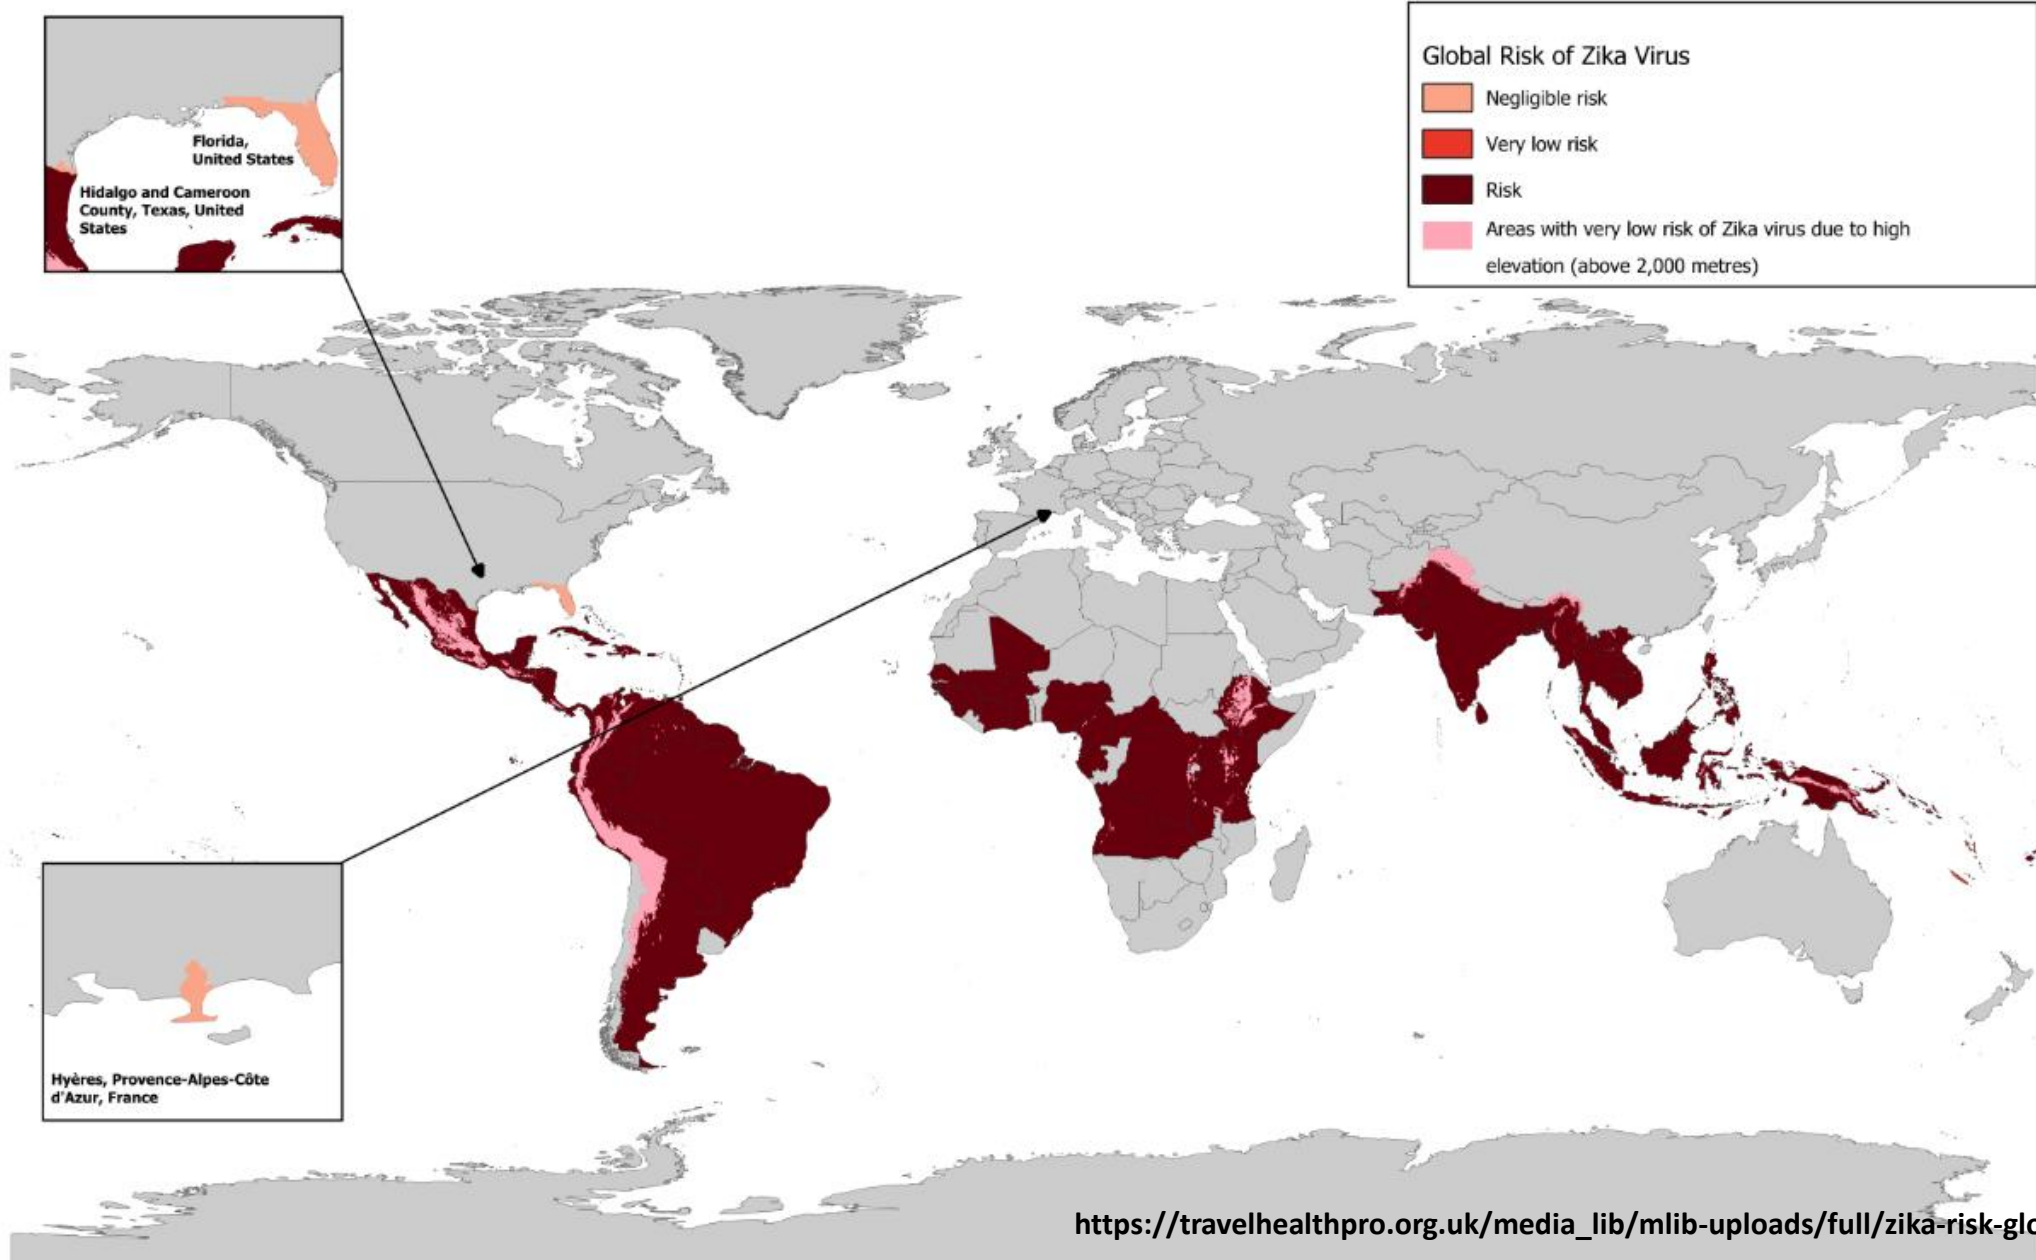 Florida,
United States
Hidalgo and Cameroon
County, Texas, United
States
Global Risk of Zika Virus
Negligible risk
Very low risk
Risk
Areas with very low risk of Zika virus due to high
elevation (above 2,000 metres)
Hyères, Provence-Alpes-Côte
d'Azur, France
https://travelhealthpro.org.uk/media_lib/mlib-uploads/full/zika-risk-glo